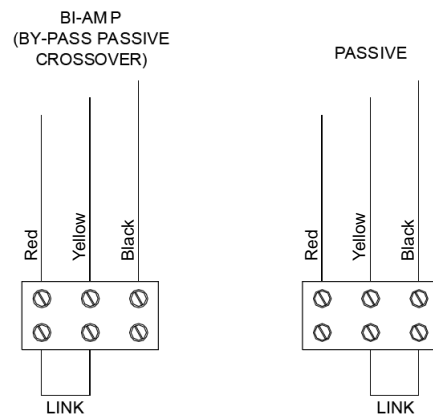 BI-AMP
(BY-PASS PASSIVE
CROSSOVER)
Red
Yellow
Black
LINK
PASSIVE
Red
Yellow
Black
LINK